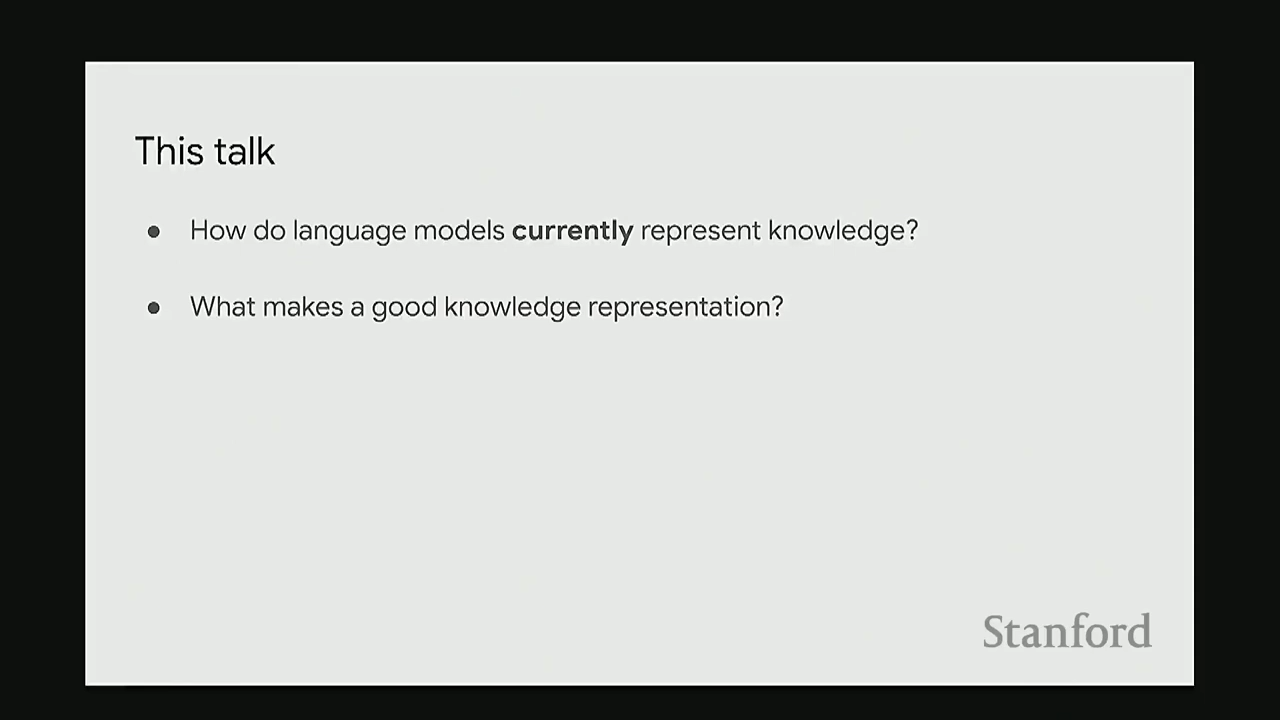 This talk
● How do language models currently represent knowledge?
● What makes a good knowledge representation?
Stanford